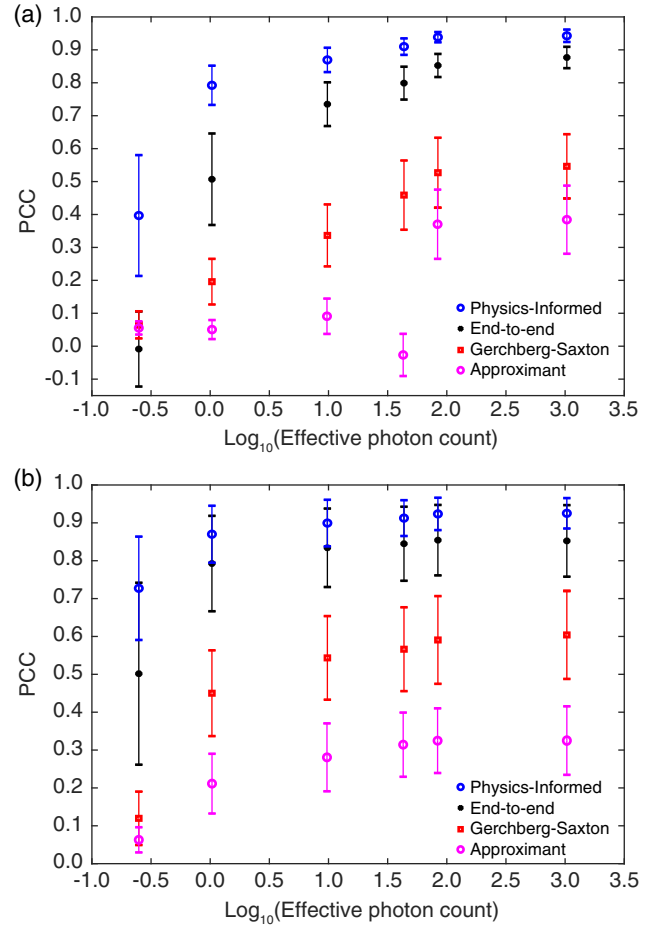 (a)
1.0
0.9
0.8
0.7
0.6
0.5
0.4
0.3
0.2
0.1
0.0
-0.1
PCC
Physics-Informed
End-to-end
Gerchberg-Saxton
Approximant
-1.0 -0.5 0.0 0.5 1.0 1.5 2.0 2.5 3.0 3.5
Log10(Effective photon count)
(b)
1.0
0.9
0.8
0.7
0.6
0.5
0.4
0.3
0.2
0.1
0.0
PCC
Physics-Informed
End-to-end
Gerchberg-Saxton
Approximant
-1.0 -0.5 0.0 0.5 1.0 1.5 2.0 2.5 3.0 3.5
Log10(Effective photon count)